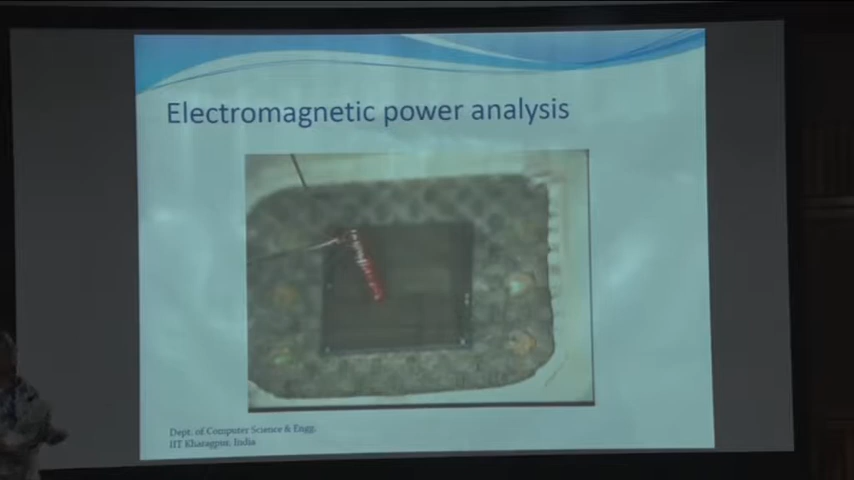 Electromagnetic power analysis
Dept. of Computer Science & Engg.
IIT Kharagpur, India